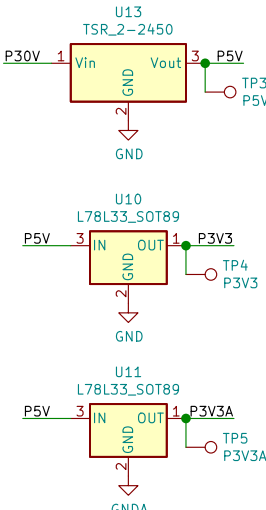 U13
TSR_2-2450
P30V 1 Vin Vout 3 P5V
GND
2
TP3
P5V
GND
U10
L78L33_SOT89
P5V 3 IN OUT 1 P3V3
GND
2
TP4
P3V3
GND
U11
L78L33_SOT89
P5V 3 IN OUT 1 P3V3A
GND
2
TP5
P3V3A
GNDA